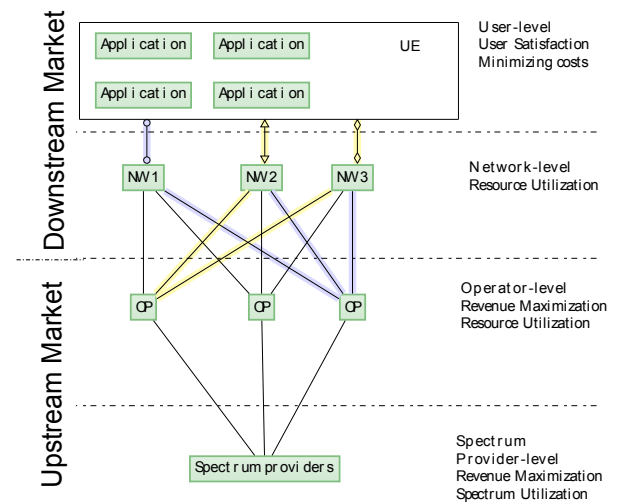 Downstream Market
Upstream Market
Application
Application
UE
Application
Application
User-level
User Satisfaction
Minimizing costs
NW1
NW2
NW3
Network-level
Resource Utilization
OP
OP
OP
Operator-level
Revenue Maximization
Resource Utilization
Spectrum providers
Spectrum
Provider-level
Revenue Maximization
Spectrum Utilization